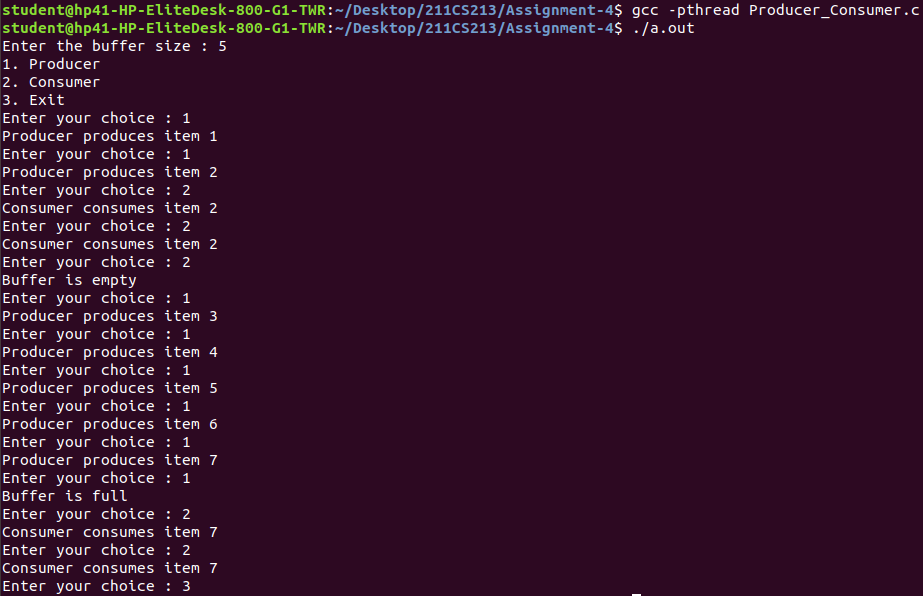 student@hp41-HP-EliteDesk-800-G1-TWR:~/Desktop/211CS213/Assignment-4$ gcc -pthread Producer_Consumer.c
student@hp41-HP-EliteDesk-800-G1-TWR:~/Desktop/211CS213/Assignment-4$ ./a.out
Enter the buffer size : 5
1. Producer
2. Consumer
3. Exit
Enter your choice : 1
Producer produces item 1
Enter your choice : 1
Producer produces item 2
Enter your choice : 2
Consumer consumes item 2
Enter your choice : 2
Consumer consumes item 2
Enter your choice : 2
Buffer is empty
Enter your choice : 1
Producer produces item 3
Enter your choice : 1
Producer produces item 4
Enter your choice : 1
Producer produces item 5
Enter your choice : 1
Producer produces item 6
Enter your choice : 1
Producer produces item 7
Enter your choice : 1
Buffer is full
Enter your choice : 2
Consumer consumes item 7
Enter your choice : 2
Consumer consumes item 7
Enter your choice : 3